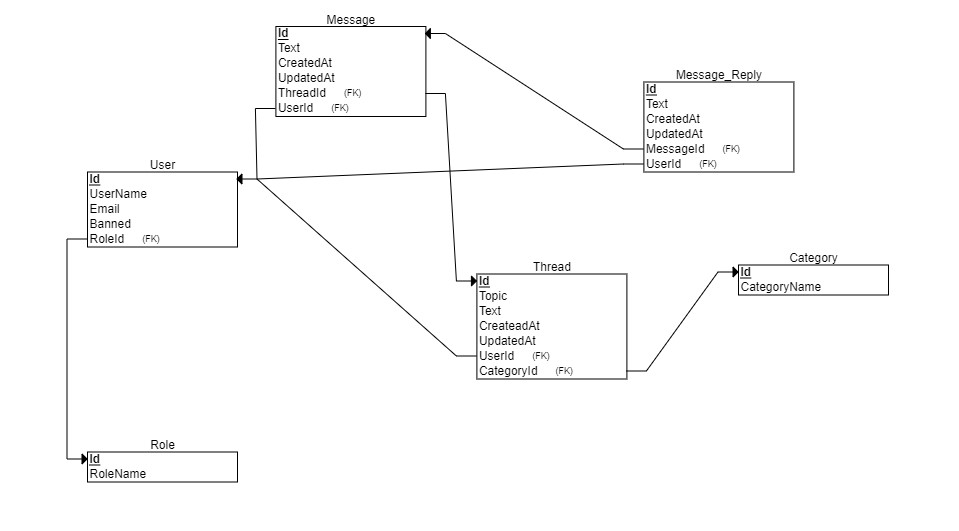 Message
Id
Text
CreatedAt
UpdatedAt
ThreadId (FK)
UserId (FK)
Message_Reply
Id
Text
CreatedAt
UpdatedAt
MessageId (FK)
UserId (FK)
User
Id
UserName
Email
Banned
RoleId (FK)
Thread
Id
Topic
Text
CreateadAt
UpdatedAt
UserId (FK)
CategoryId (FK)
Category
Id
CategoryName
Role
Id
RoleName